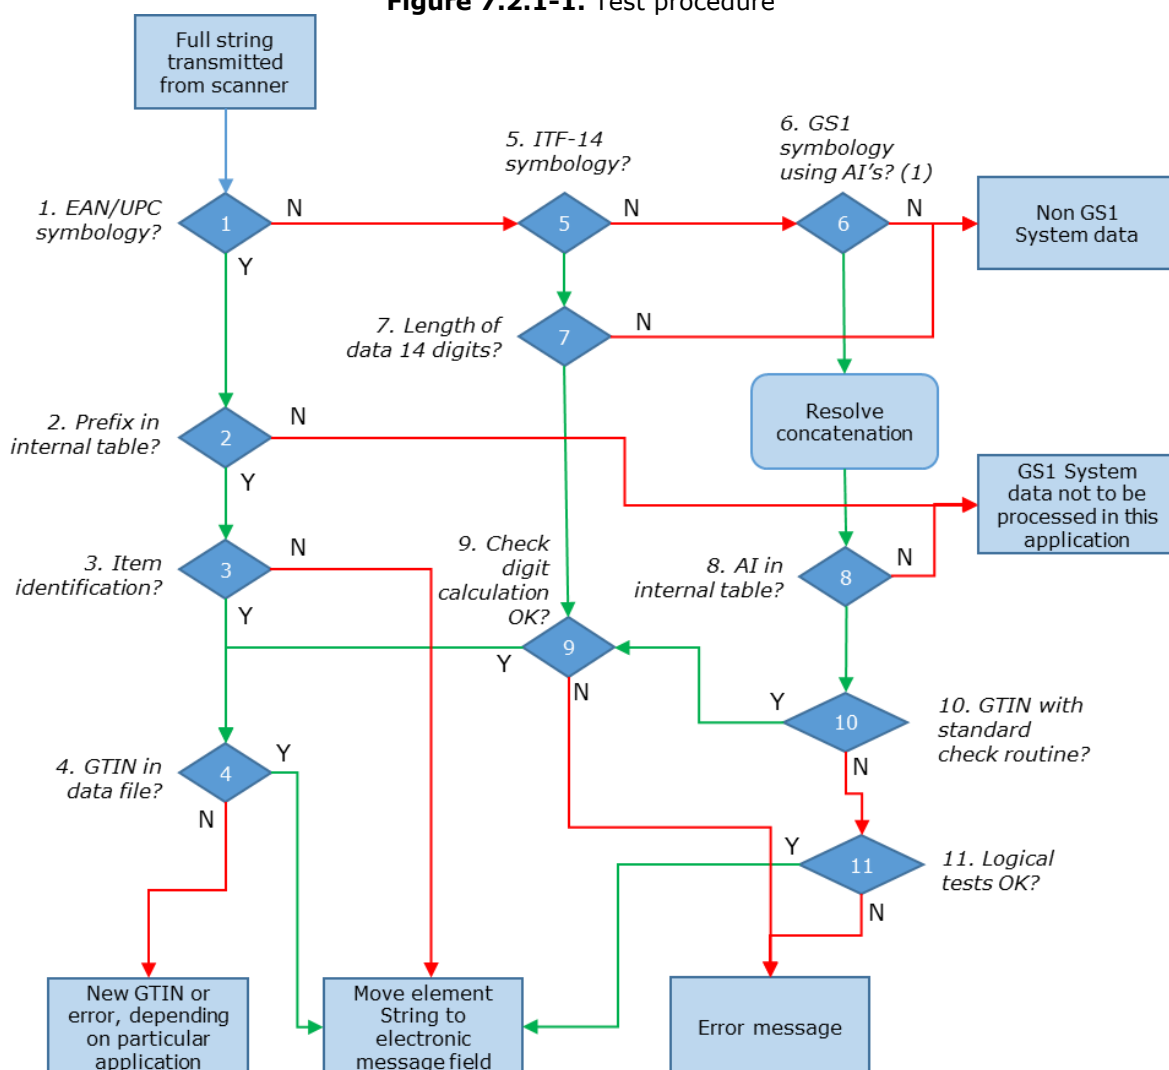 Figure 7.2.1-1. Test procedure
Full string
transmitted
from scanner
1. EAN/UPC
symbology?
1
N
Y
5. ITF-14
symbology?
5
N
6. GS1
symbology
using AI's? (1)
6
N
Non GS1
System data
7. Length of
data 14 digits?
7
N
Resolve
concatenation
2. Prefix in
internal table?
2
N
Y
GS1 System
data not to be
processed in this
application
3. Item
identification?
3
N
Y
9. Check
digit
calculation
OK?
9
Y
N
8. AI in
internal table?
8
N
10. GTIN with
standard
check routine?
10
Y
N
4. GTIN in
data file?
4
Y
N
11. Logical
tests OK?
11
Y
N
New GTIN or
error, depending
on particular
application
Move element
String to
electronic
message field
Error message